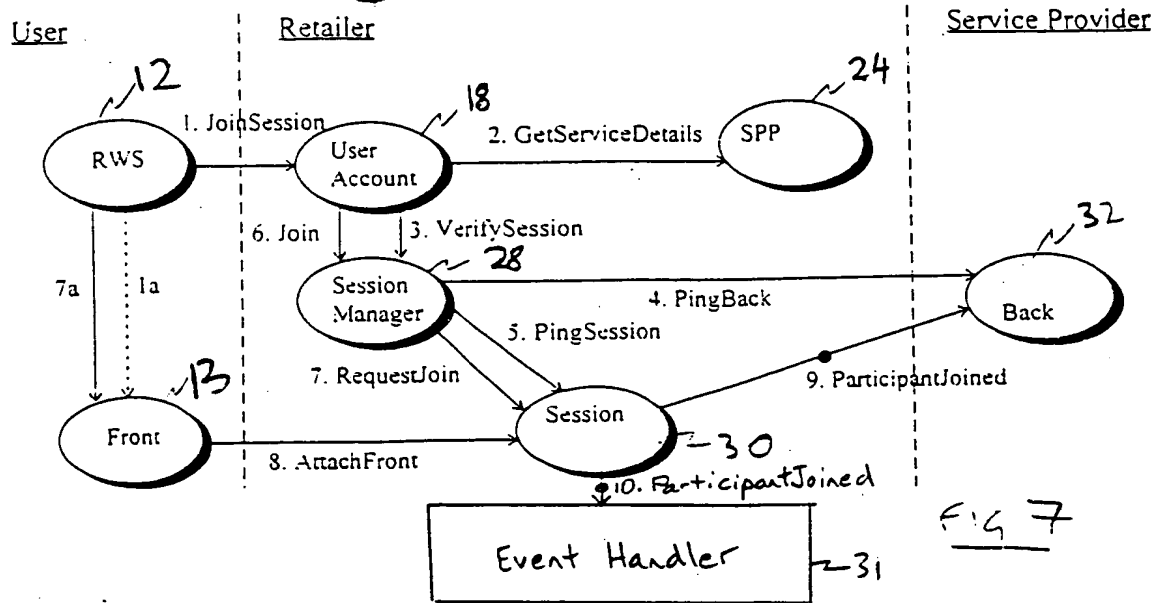 User
Retailer
Service Provider
12
18
24
1. JoinSession
2. GetServiceDetails
RWS
User
Account
SPP
6. Join
3. VerifySession
28
32
7a
1a
Session
Manager
4. PingBack
Back
5. PingSession
7. RequestJoin
9. ParticipantJoined
13
Front
Session
30
8. AttachFront
10. ParticipantJoined
Event Handler
31
Fig 7